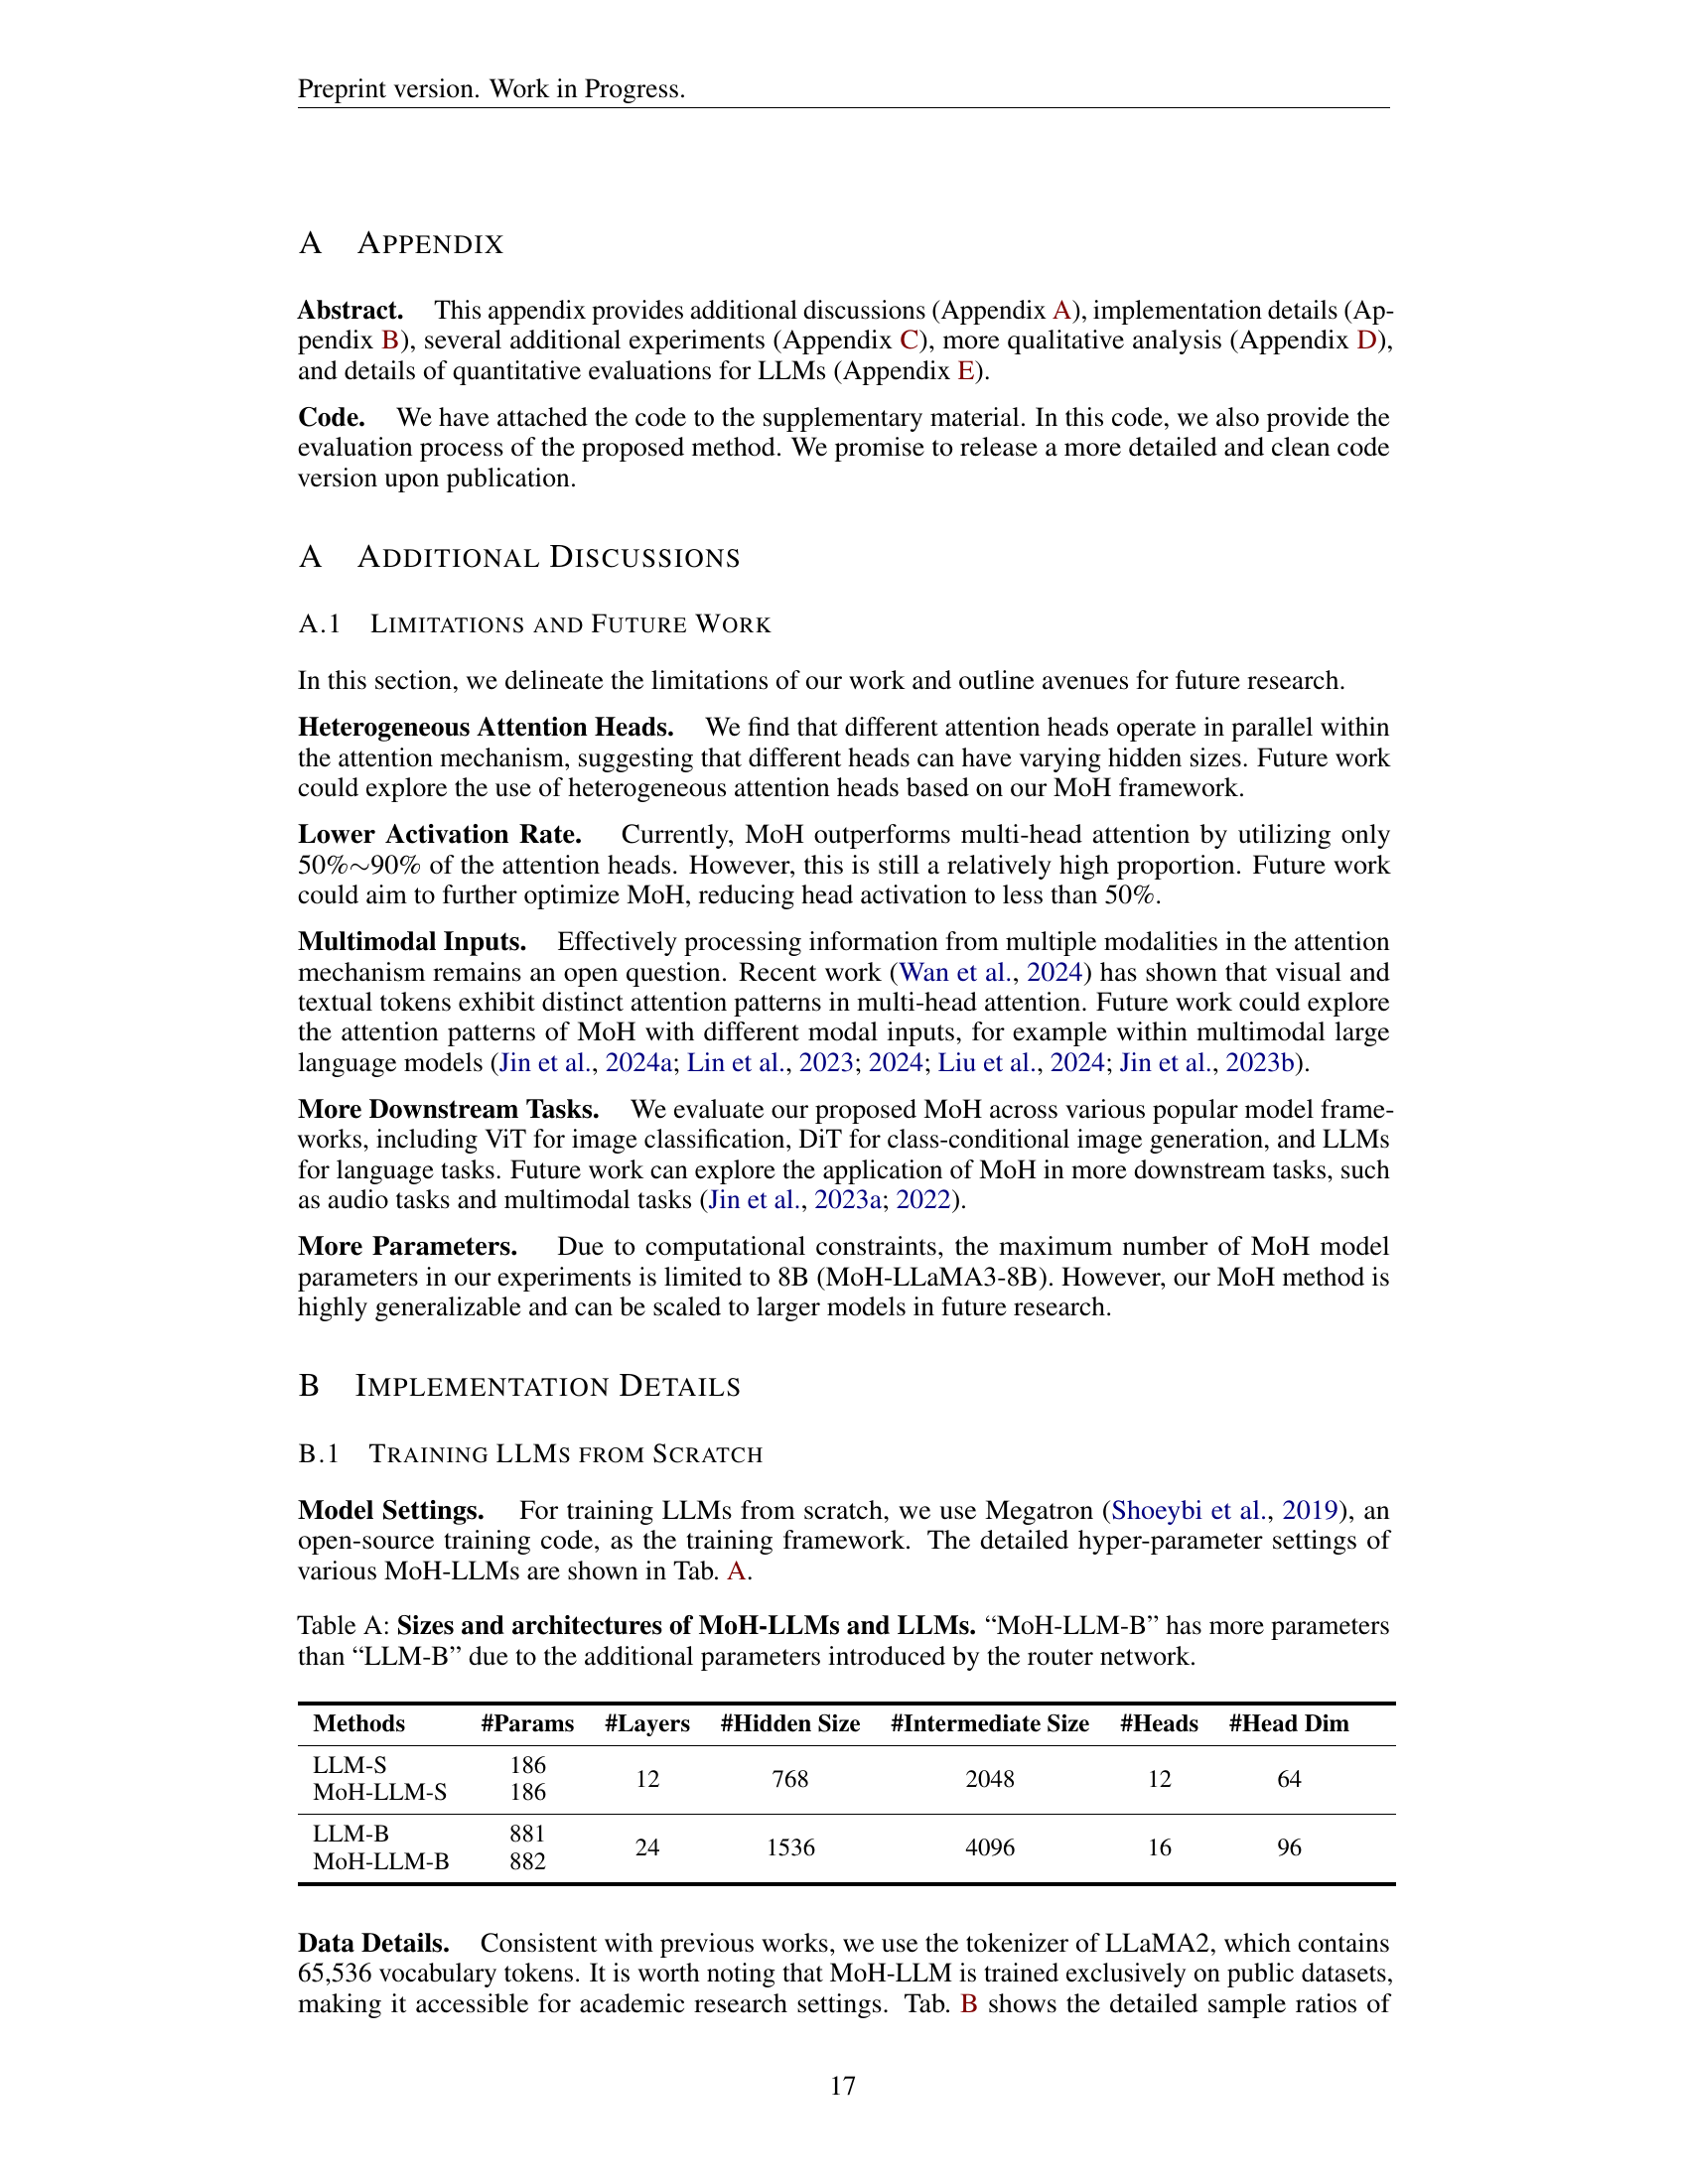 Preprint version. Work in Progress.
A APPENDIX
Abstract. This appendix provides additional discussions (Appendix A), implementation details (Ap-
pendix B), several additional experiments (Appendix C), more qualitative analysis (Appendix D),
and details of quantitative evaluations for LLMs (Appendix E).
Code. We have attached the code to the supplementary material. In this code, we also provide the
evaluation process of the proposed method. We promise to release a more detailed and clean code
version upon publication.
A ADDITIONAL DISCUSSIONS
A.1 LIMITATIONS AND FUTURE WORK
In this section, we delineate the limitations of our work and outline avenues for future research.
Heterogeneous Attention Heads. We find that different attention heads operate in parallel within
the attention mechanism, suggesting that different heads can have varying hidden sizes. Future work
could explore the use of heterogeneous attention heads based on our MoH framework.
Lower Activation Rate. Currently, MoH outperforms multi-head attention by utilizing only
50%∼90% of the attention heads. However, this is still a relatively high proportion. Future work
could aim to further optimize MoH, reducing head activation to less than 50%.
Multimodal Inputs. Effectively processing information from multiple modalities in the attention
mechanism remains an open question. Recent work (Wan et al., 2024) has shown that visual and
textual tokens exhibit distinct attention patterns in multi-head attention. Future work could explore
the attention patterns of MoH with different modal inputs, for example within multimodal large
language models (Jin et al., 2024a; Lin et al., 2023; 2024; Liu et al., 2024; Jin et al., 2023b).
More Downstream Tasks. We evaluate our proposed MoH across various popular model frame-
works, including ViT for image classification, DiT for class-conditional image generation, and LLMs
for language tasks. Future work can explore the application of MoH in more downstream tasks, such
as audio tasks and multimodal tasks (Jin et al., 2023a; 2022).
More Parameters. Due to computational constraints, the maximum number of MoH model
parameters in our experiments is limited to 8B (MoH-LLaMA3-8B). However, our MoH method is
highly generalizable and can be scaled to larger models in future research.
B IMPLEMENTATION DETAILS
B.1 TRAINING LLMS FROM SCRATCH
Model Settings. For training LLMs from scratch, we use Megatron (Shoeybi et al., 2019), an
open-source training code, as the training framework. The detailed hyper-parameter settings of
various MoH-LLMs are shown in Tab. A.
Table A: Sizes and architectures of MoH-LLMs and LLMs. “MoH-LLM-B” has more parameters
than “LLM-B” due to the additional parameters introduced by the router network.
Methods #Params #Layers #Hidden Size #Intermediate Size #Heads #Head Dim
LLM-S 186
12 768 2048 12 64
MoH-LLM-S 186
LLM-B 881
24 1536 4096 16 96
MoH-LLM-B 882
Data Details. Consistent with previous works, we use the tokenizer of LLaMA2, which contains
65,536 vocabulary tokens. It is worth noting that MoH-LLM is trained exclusively on public datasets,
making it accessible for academic research settings. Tab. B shows the detailed sample ratios of
17